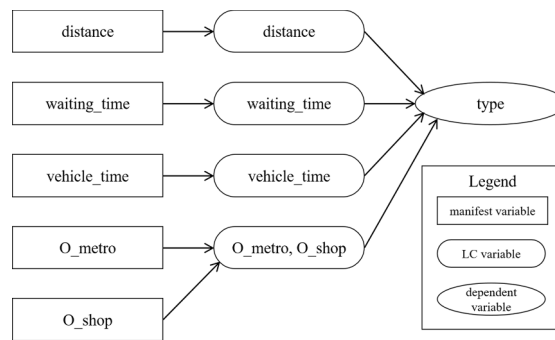 distance
distance
waiting_time
waiting_time
type
vehicle_time
vehicle_time
O_metro
O_metro, O_shop
O_shop
Legend
manifest variable
LC variable
dependent
variable